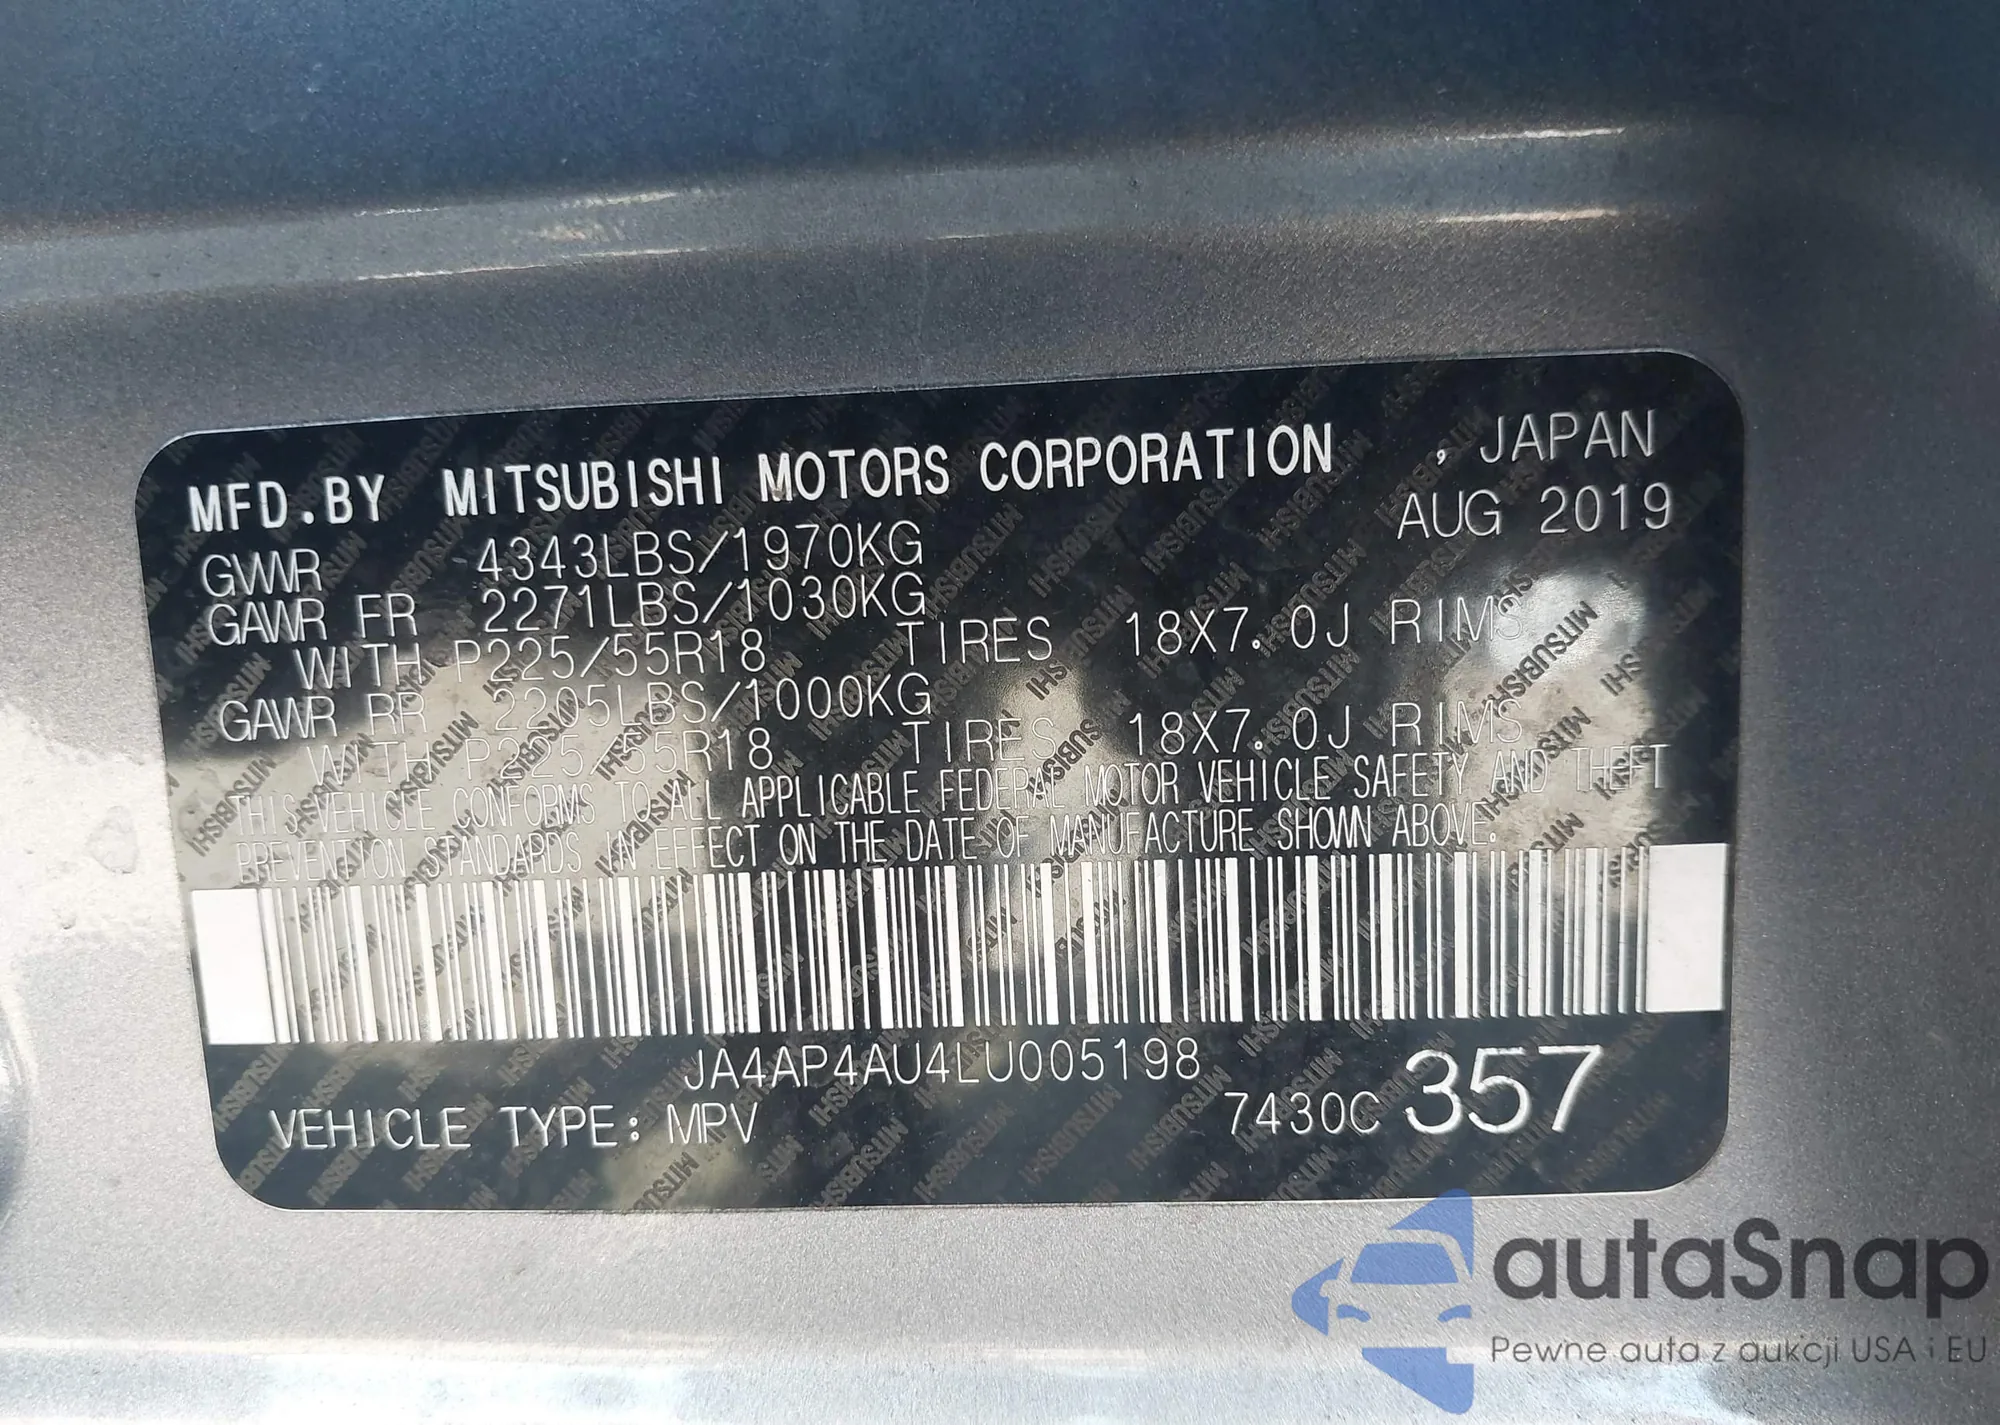 MFD.BY MITSUBISHI MOTORS CORPORATION , JAPAN
AUG 2019
GVWR 4343LBS/1970KG
GAWR FR 2271LBS/1030KG
WITH P225/55R18 TIRES 18X7.0J RIMS
GAWR RR 2205LBS/1000KG
WITH P225/55R18 TIRES 18X7.0J RIMS
THIS VEHICLE CONFORMS TO ALL APPLICABLE FEDERAL MOTOR VEHICLE SAFETY AND THEFT
PREVENTION STANDARDS IN EFFECT ON THE DATE OF MANUFACTURE SHOWN ABOVE.
JA4AP4AU4LU005198
VEHICLE TYPE: MPV 7430C 357
autaSnap
Pewne auta z aukcji USA i EU